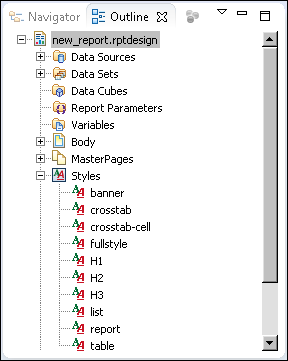 Navigator Outline
new_report.rptdesign
Data Sources
Data Sets
Data Cubes
Report Parameters
Variables
Body
MasterPages
Styles
banner
crosstab
crosstab-cell
fullstyle
H1
H2
H3
list
report
table